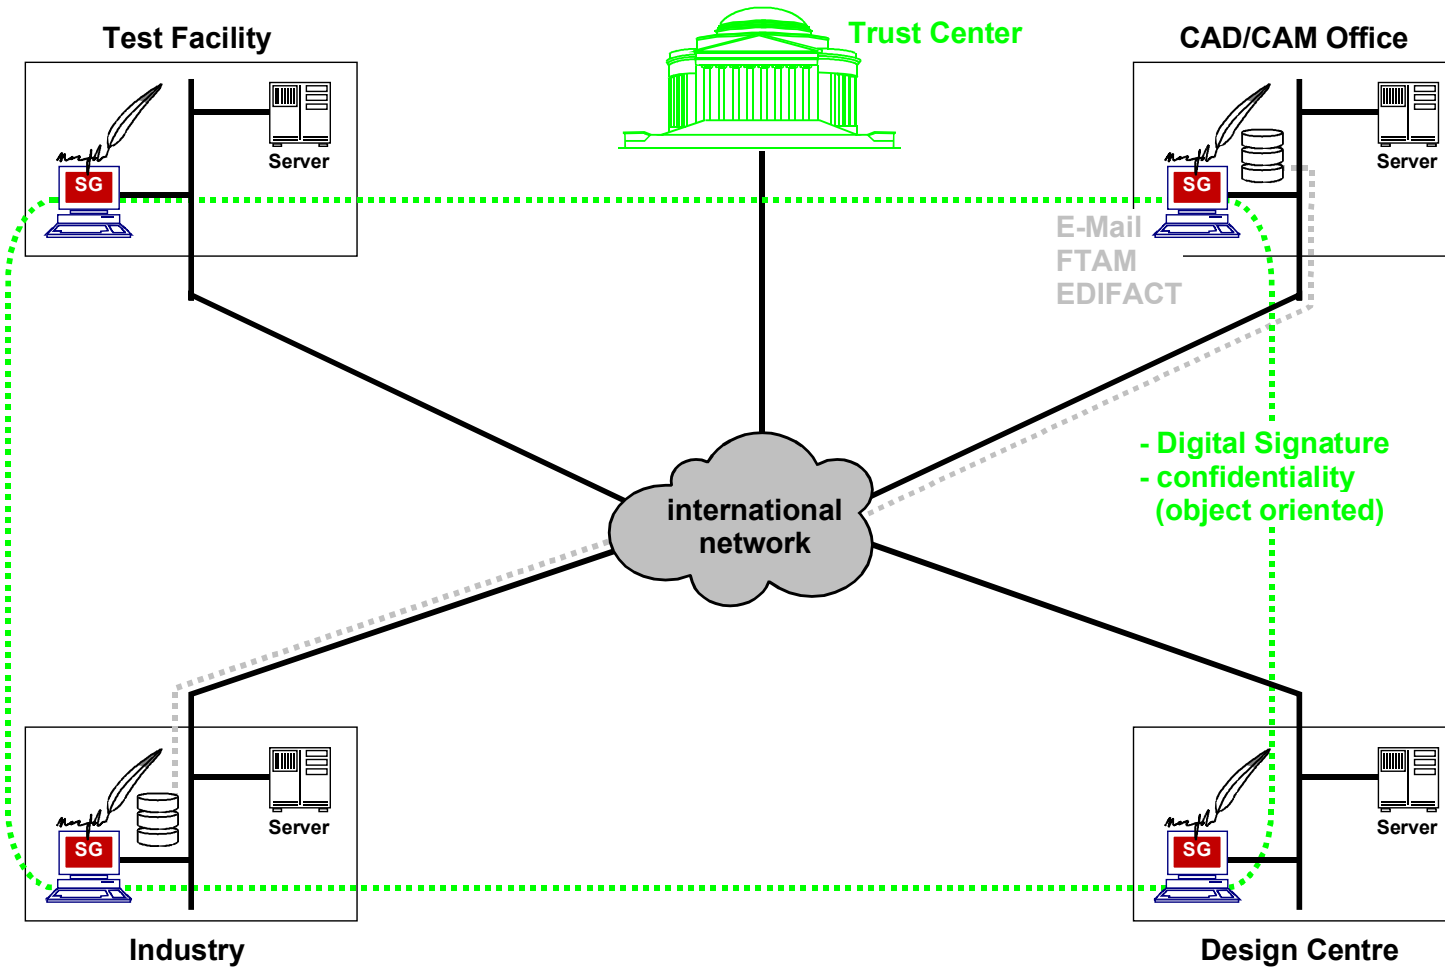 Test Facility
Trust Center
CAD/CAM Office
Server
SG
Server
SG
E-Mail
FTAM
EDIFACT
- Digital Signature
- confidentiality
(object oriented)
international
network
Server
SG
Server
SG
Industry
Design Centre